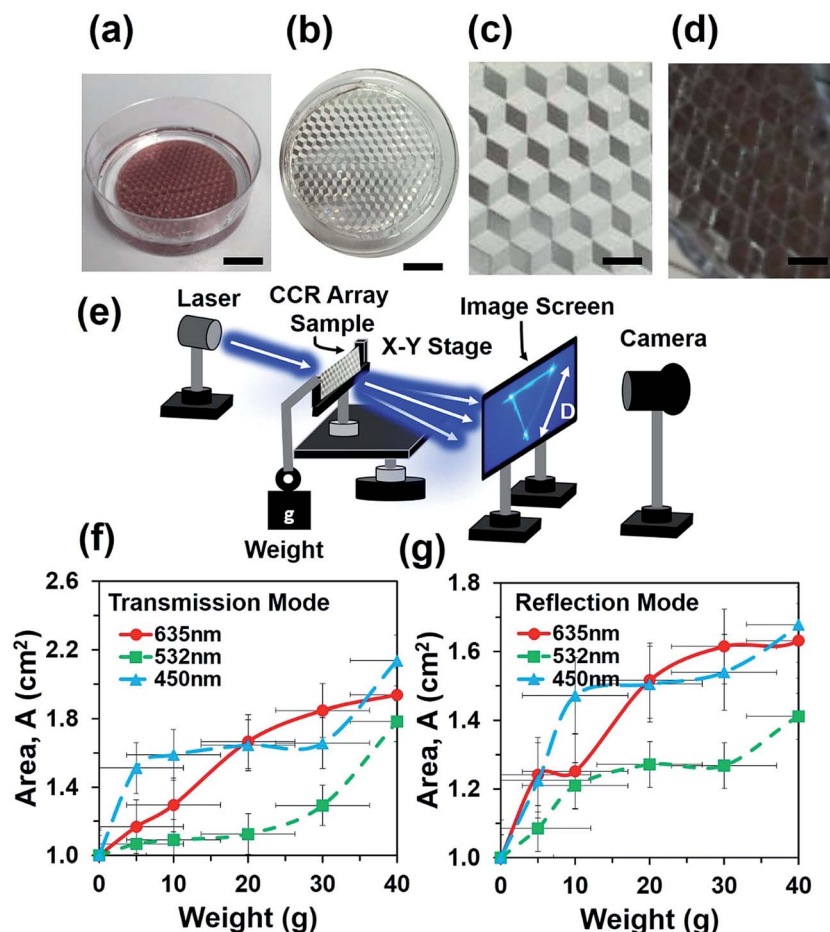 (a)
(b)
(c)
(d)
(e)
Laser
CCR Array
Sample
X-Y Stage
Image Screen
Camera
D
g
Weight
(f)
(g)
2.6
2.2
1.8
1.4
1.0
Area, A (cm²)
Transmission Mode
635nm
532nm
450nm
0
10
20
30
40
Weight (g)
1.8
1.6
1.4
1.2
1.0
Area, A (cm²)
Reflection Mode
635nm
532nm
450nm
0
10
20
30
40
Weight (g)